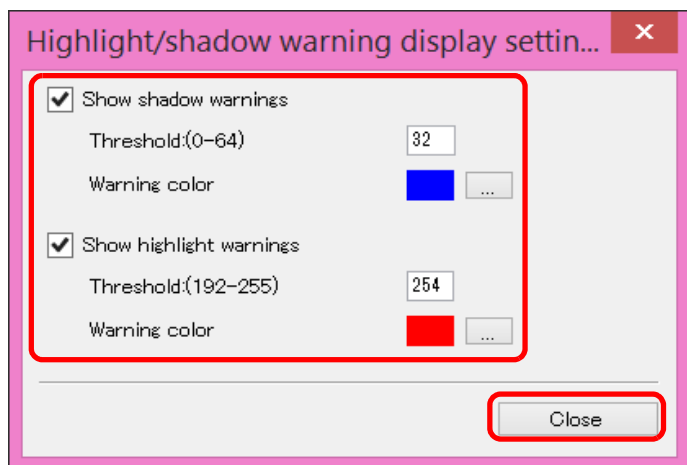 Highlight/shadow warning display settin...
x
Show shadow warnings
Threshold:(0-64) 32
Warning color ...
Show highlight warnings
Threshold:(192-255) 254
Warning color ...
Close